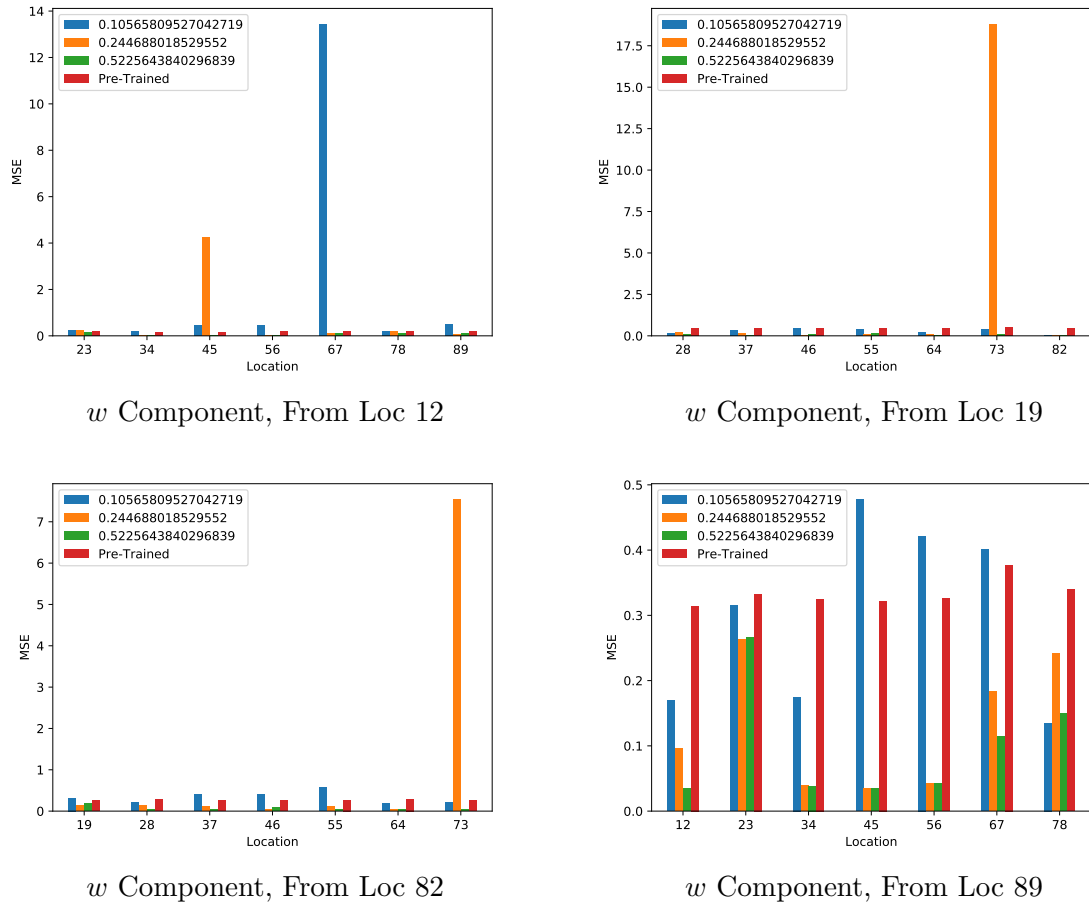 14
12
10
8
6
4
2
0
MSE
0.10565809527042719
0.244688018529552
0.5225643840296839
Pre-Trained
23 34 45 56 67 78 89
Location
w Component, From Loc 12
17.5
15.0
12.5
10.0
7.5
5.0
2.5
0.0
MSE
0.10565809527042719
0.244688018529552
0.5225643840296839
Pre-Trained
28 37 46 55 64 73 82
Location
w Component, From Loc 19
7
6
5
4
3
2
1
0
MSE
0.10565809527042719
0.244688018529552
0.5225643840296839
Pre-Trained
19 28 37 46 55 64 73
Location
w Component, From Loc 82
0.5
0.4
0.3
0.2
0.1
0.0
MSE
0.10565809527042719
0.244688018529552
0.5225643840296839
Pre-Trained
12 23 34 45 56 67 78
Location
w Component, From Loc 89